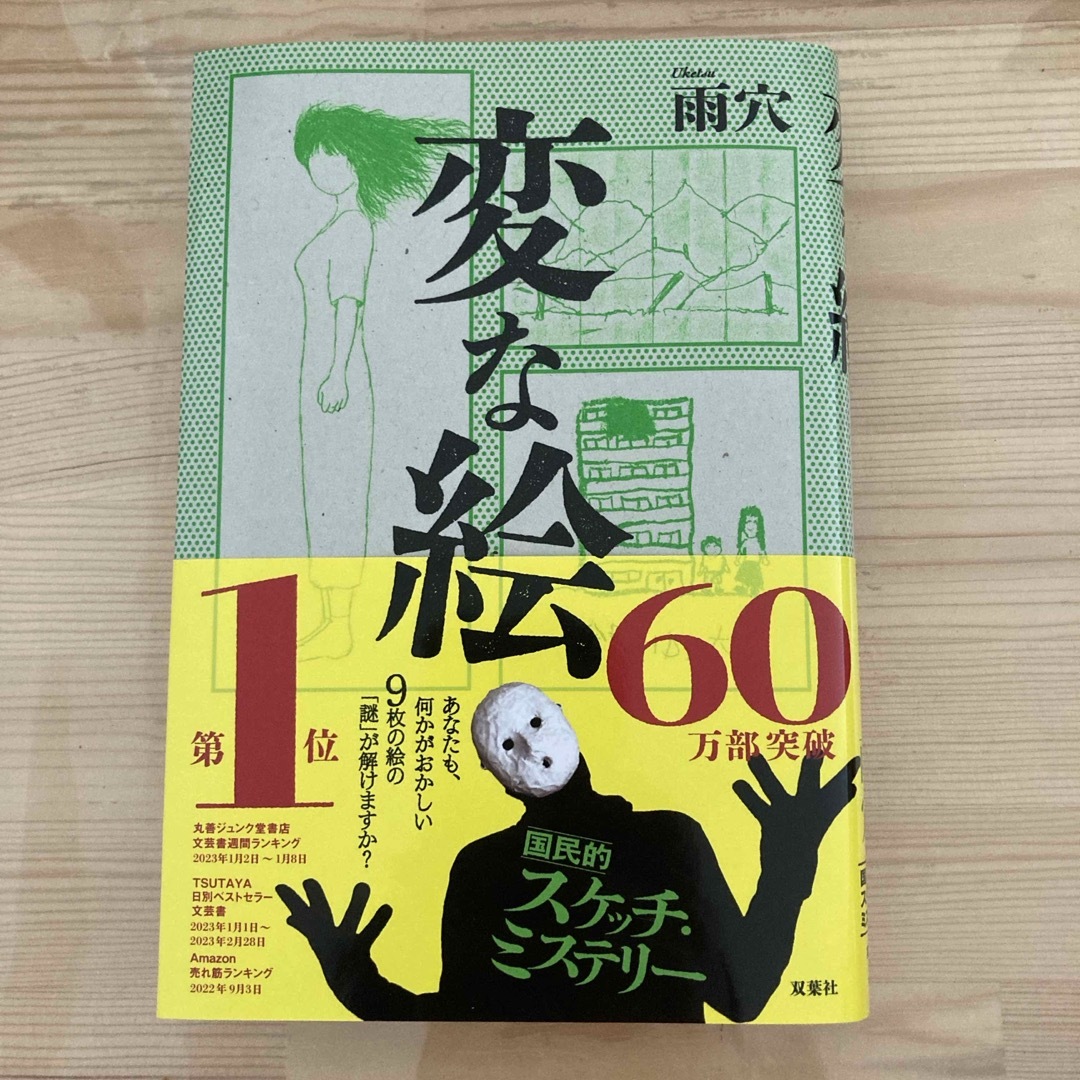 Uketsu
雨穴
変な絵
第1位
60
万部突破
あなたも、
何かがおかしい
9枚の絵の
「謎」が解けますか?
丸善ジュンク堂書店
文芸書週間ランキング
2023年1月2日〜1月8日
TSUTAYA
日別ベストセラー
文芸書
2023年1月1日〜
2023年2月28日
Amazon
売れ筋ランキング
2022年9月3日
国民的
スケッチ・
ミステリー
双葉社